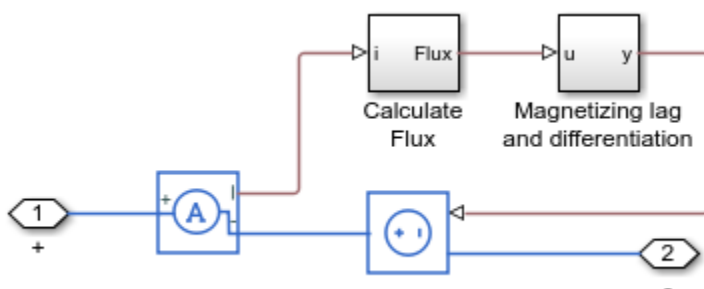 i
Flux
u
y
Calculate
Flux
Magnetizing lag
and differentiation
+
I
A
-
1
+
+
-
2